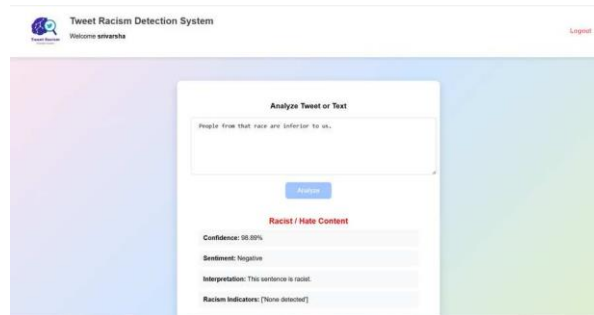 Tweet Racism Detection System
Welcome srivarsha
Logout
Analyze Tweet or Text
People from that race are inferior to us.
Analyze
Racist / Hate Content
Confidence: 98.89%
Sentiment: Negative
Interpretation: This sentence is racist.
Racism Indicators: ['None detected']